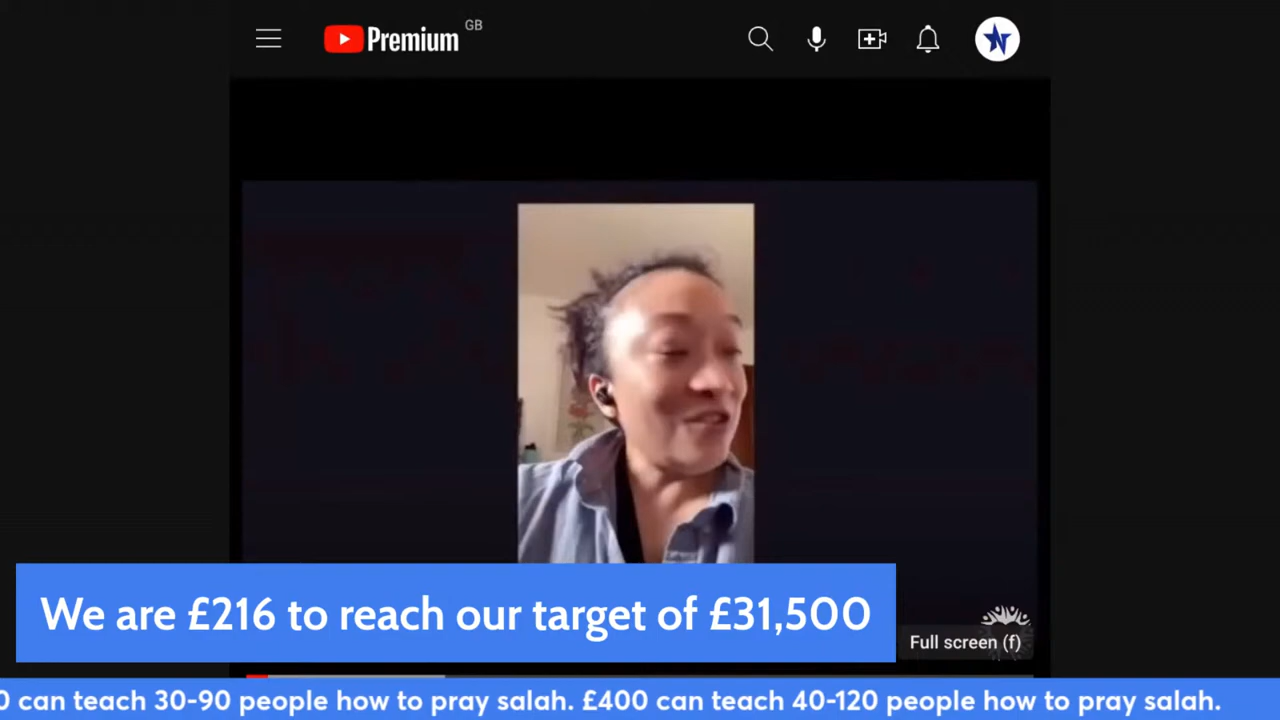 Premium GB
We are £216 to reach our target of £31,500
Full screen (f)
0 can teach 30-90 people how to pray salah. £400 can teach 40-120 people how to pray salah.